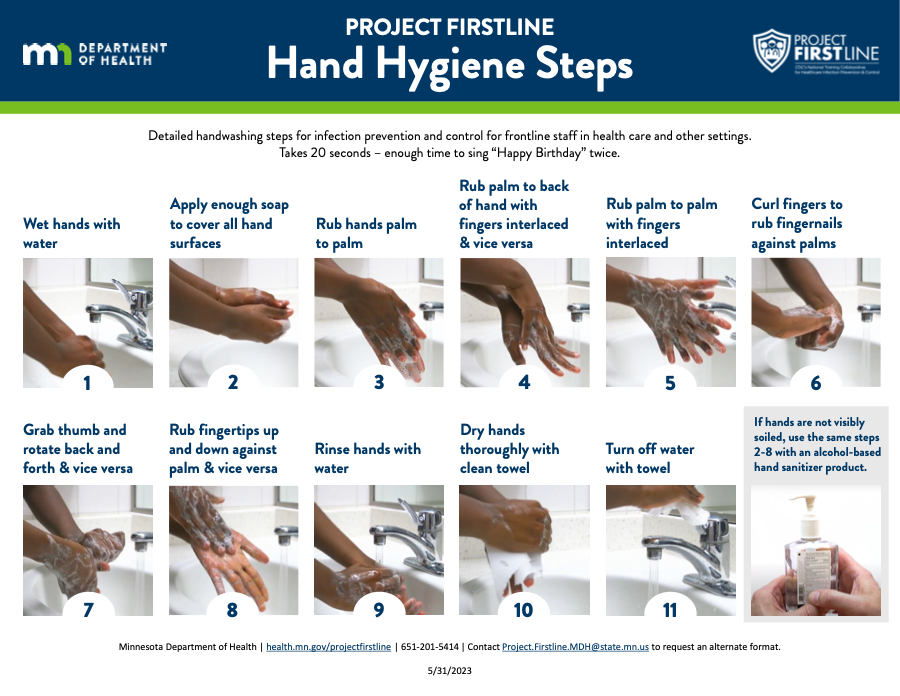 mn DEPARTMENT
OF HEALTH
PROJECT FIRSTLINE
Hand Hygiene Steps
PROJECT
FIRSTLINE
CDC's National Training Collaborative
for Healthcare Infection Prevention & Control
Detailed handwashing steps for infection prevention and control for frontline staff in health care and other settings.
Takes 20 seconds – enough time to sing “Happy Birthday” twice.
Wet hands with
water
1
Apply enough soap
to cover all hand
surfaces
2
Rub hands palm
to palm
3
Rub palm to back
of hand with
fingers interlaced
& vice versa
4
Rub palm to palm
with fingers
interlaced
5
Curl fingers to
rub fingernails
against palms
6
Grab thumb and
rotate back and
forth & vice versa
7
Rub fingertips up
and down against
palm & vice versa
8
Rinse hands with
water
9
Dry hands
thoroughly with
clean towel
10
Turn off water
with towel
11
If hands are not visibly
soiled, use the same steps
2-8 with an alcohol-based
hand sanitizer product.
Minnesota Department of Health | health.mn.gov/projectfirstline | 651-201-5414 | Contact Project.Firstline.MDH@state.mn.us to request an alternate format.
5/31/2023